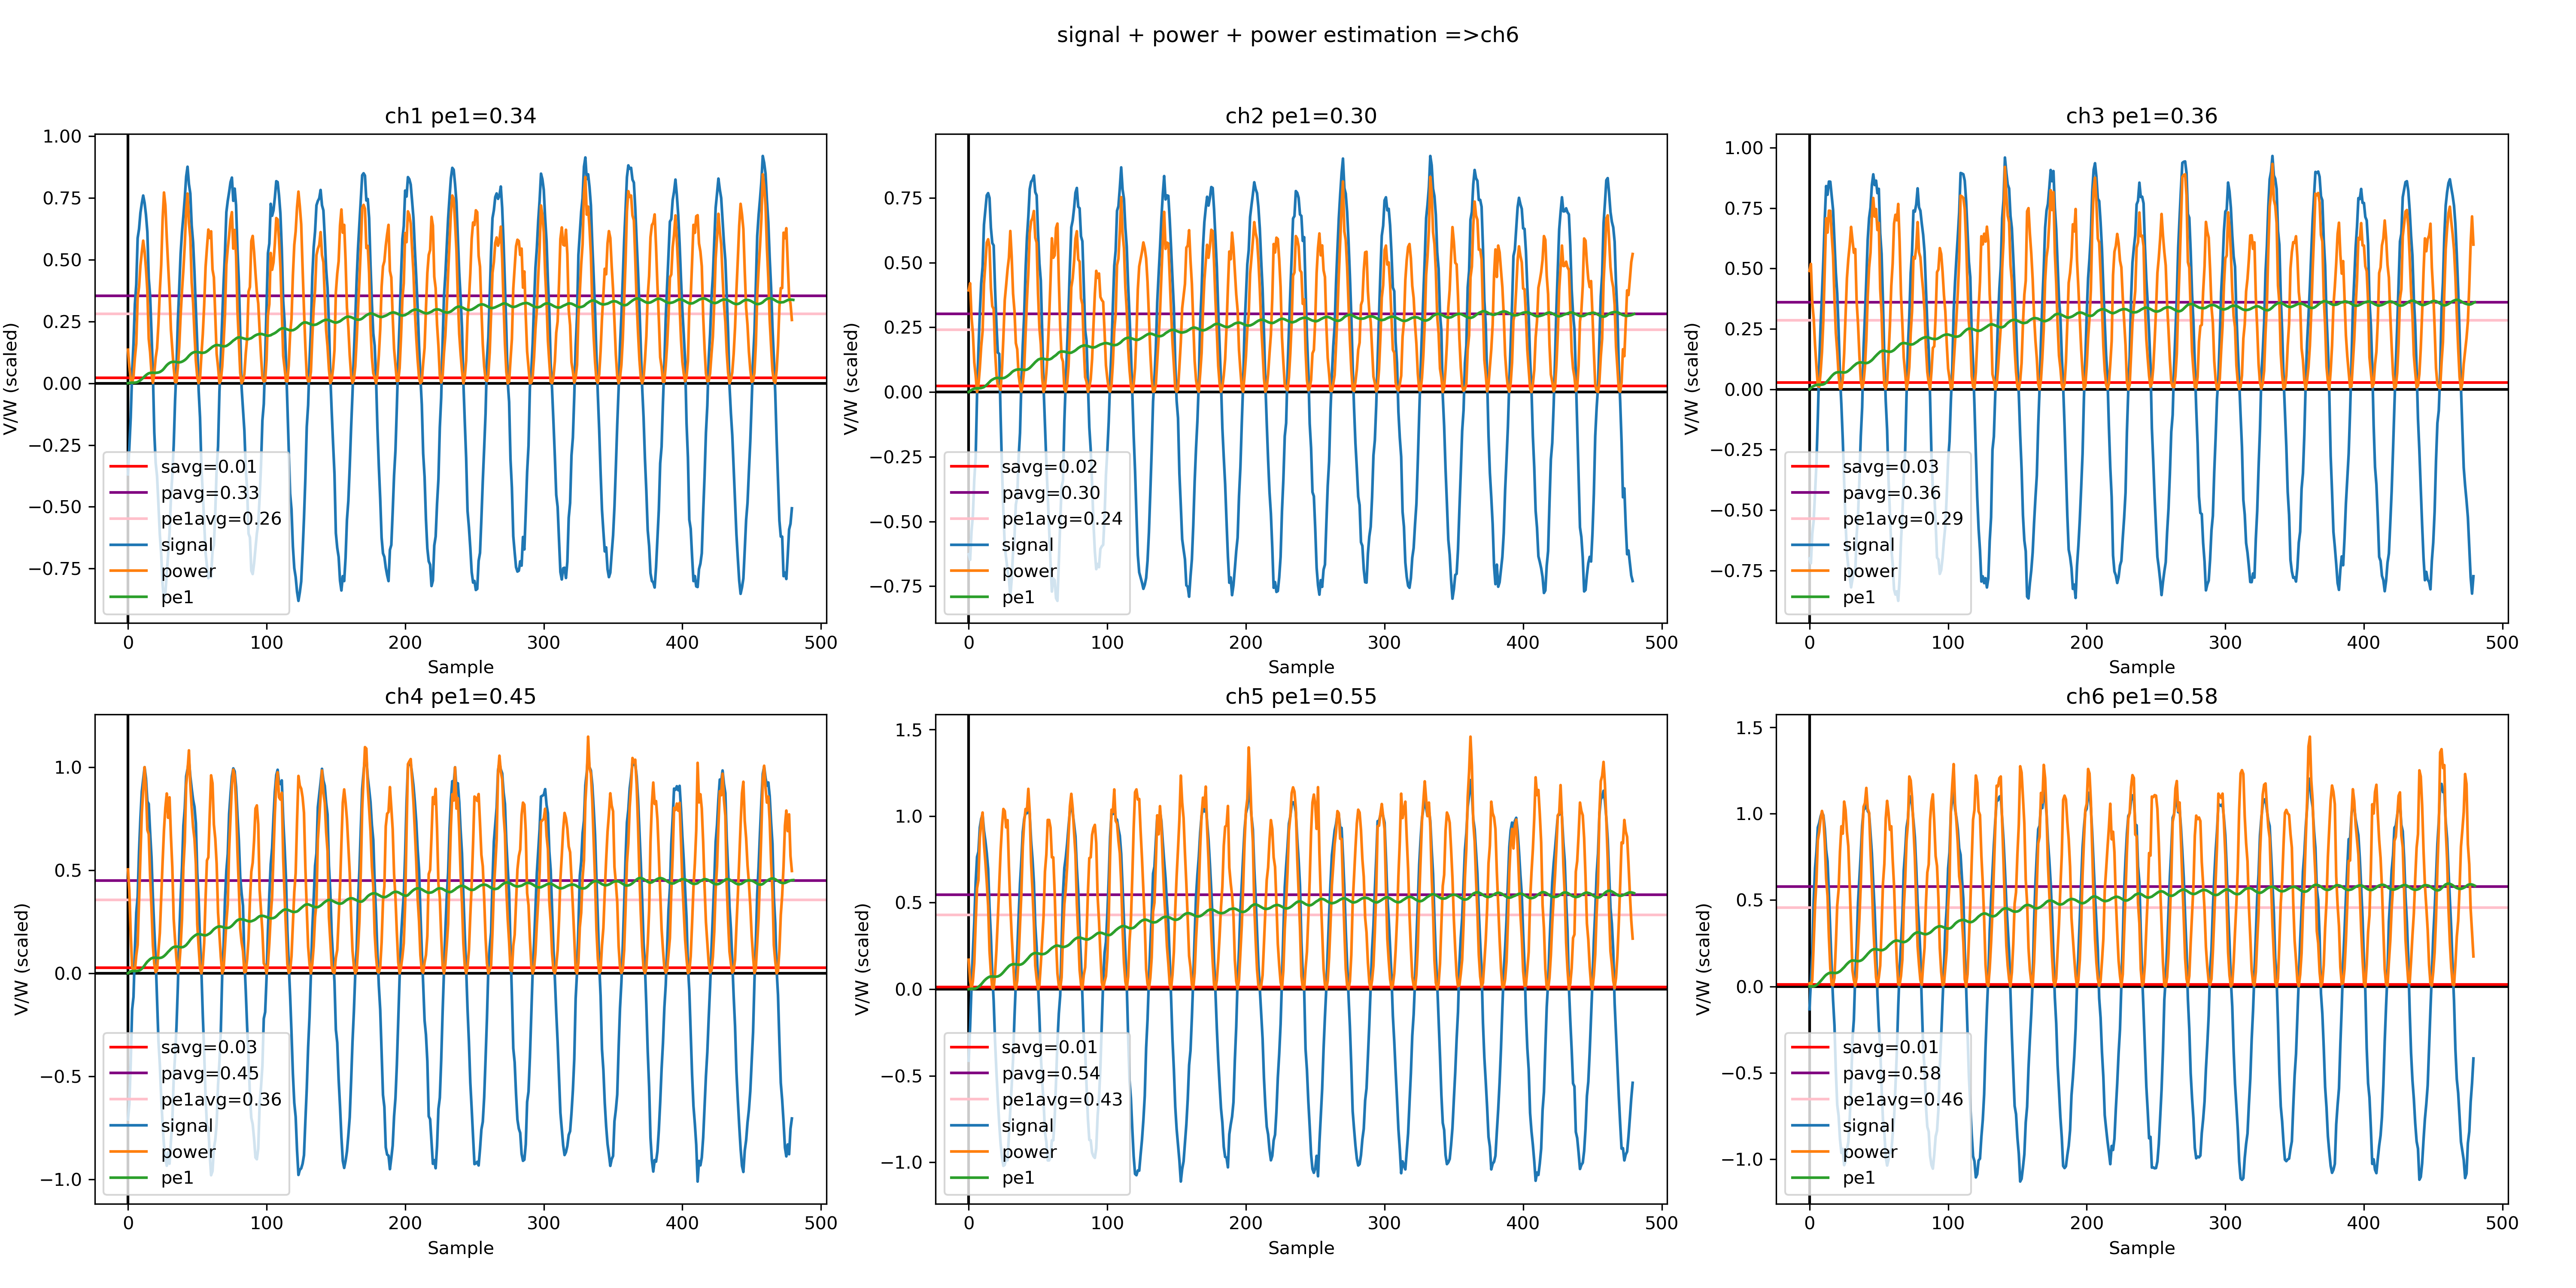 signal + power + power estimation =>ch6
ch1 pe1=0.34
1.00
0.75
0.50
0.25
0.00
−0.25
−0.50
−0.75
V/W (scaled)
savg=0.01
pavg=0.33
pe1avg=0.26
signal
power
pe1
0 100 200 300 400 500
Sample
ch2 pe1=0.30
0.75
0.50
0.25
0.00
−0.25
−0.50
−0.75
V/W (scaled)
savg=0.02
pavg=0.30
pe1avg=0.24
signal
power
pe1
0 100 200 300 400 500
Sample
ch3 pe1=0.36
1.00
0.75
0.50
0.25
0.00
−0.25
−0.50
−0.75
V/W (scaled)
savg=0.03
pavg=0.36
pe1avg=0.29
signal
power
pe1
0 100 200 300 400 500
Sample
ch4 pe1=0.45
1.0
0.5
0.0
−0.5
−1.0
V/W (scaled)
savg=0.03
pavg=0.45
pe1avg=0.36
signal
power
pe1
0 100 200 300 400 500
Sample
ch5 pe1=0.55
1.5
1.0
0.5
0.0
−0.5
−1.0
V/W (scaled)
savg=0.01
pavg=0.54
pe1avg=0.43
signal
power
pe1
0 100 200 300 400 500
Sample
ch6 pe1=0.58
1.5
1.0
0.5
0.0
−0.5
−1.0
V/W (scaled)
savg=0.01
pavg=0.58
pe1avg=0.46
signal
power
pe1
0 100 200 300 400 500
Sample